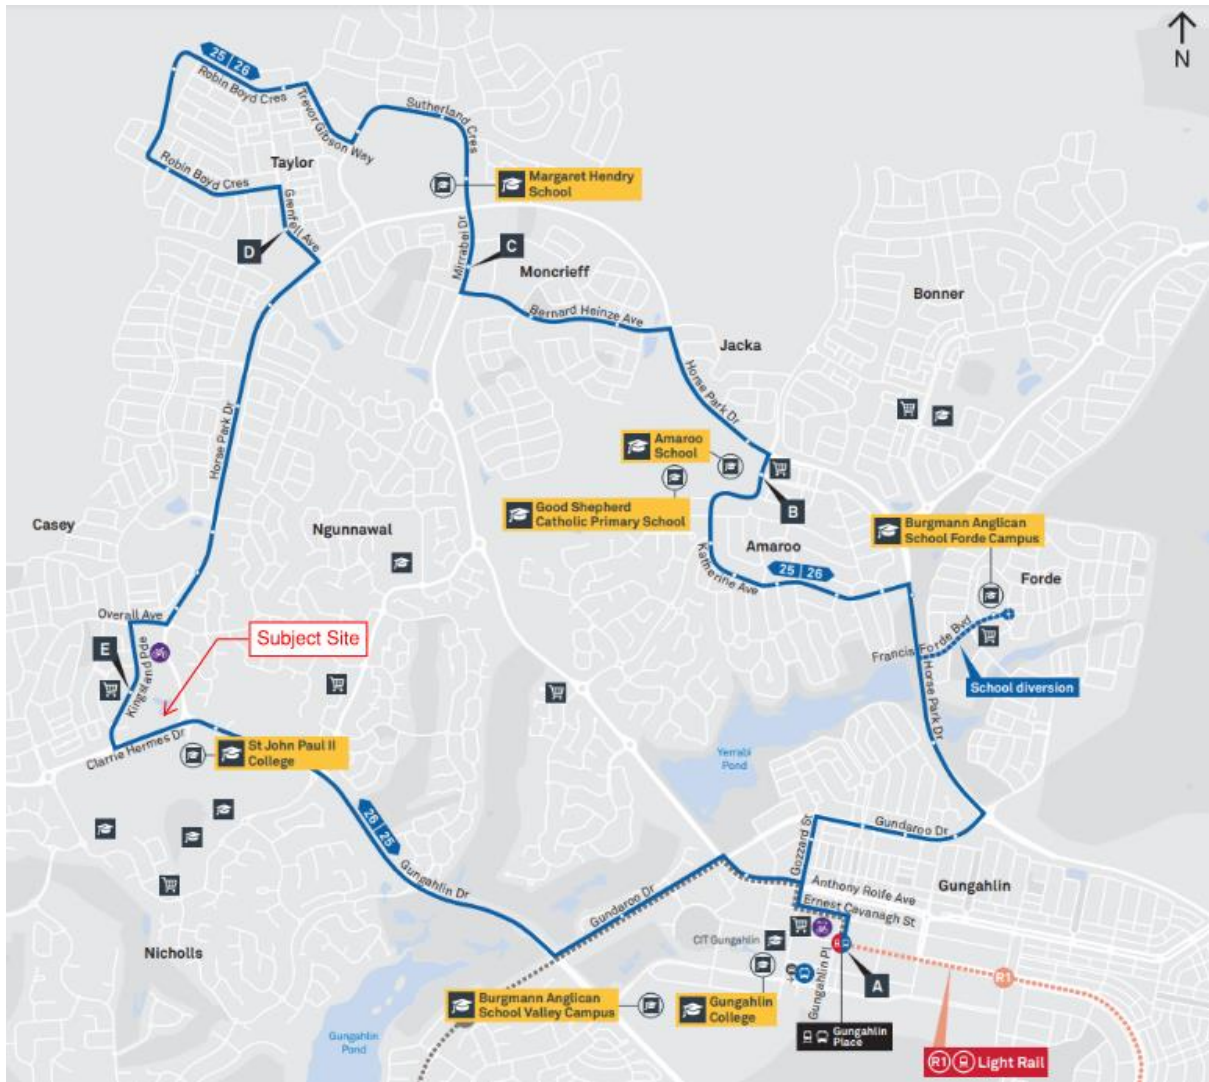 N
25 26
Robin Boyd Cres
Trevor Gibson Way
Sutherland Cres
Taylor
Robin Boyd Cres
Margaret Hendry
School
Grenfell Ave
D
Mirrabei Dr
C
Moncrieff
Bonner
Bernard Heinze Ave
Jacka
Horse Park Dr
Horse Park Dr
Amaroo
School
Good Shepherd
Catholic Primary School
B
Casey
Ngunnawal
Amaroo
Burgmann Anglican
School Forde Campus
Katherine Ave
25 26
Forde
Overall Ave
Subject Site
E
Kingsland Pde
Francis Forde Bvd
School diversion
Horse Park Dr
Clarrie Hermes Dr
St John Paul II
College
Yerrabi
Pond
26 25
Gozzard St
Gundaroo Dr
Gungahlin Dr
Gundaroo Dr
Anthony Rolfe Ave
Gungahlin
Ernest Cavanagh St
Nicholls
CIT Gungahlin
Gungahlin Pl
A
R1
Burgmann Anglican
School Valley Campus
Gungahlin
College
Gungahlin
Place
Gungahlin
Pond
R1 Light Rail